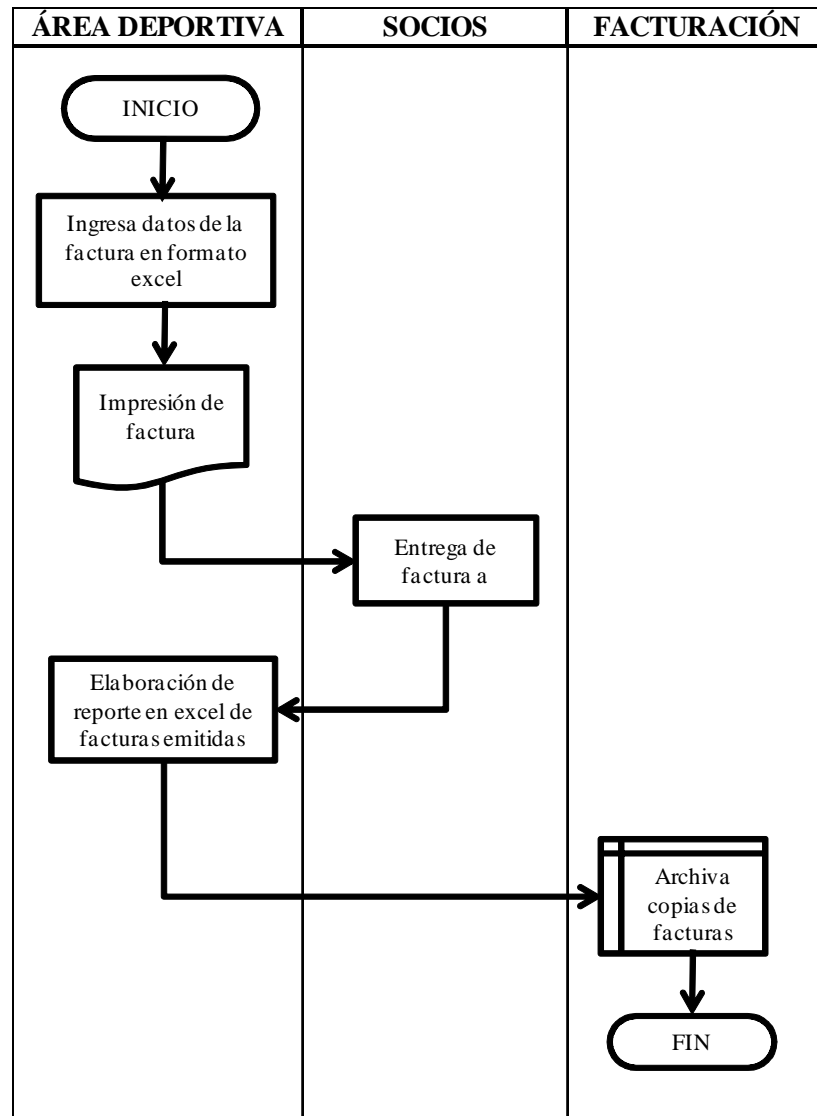 ÁREA DEPORTIVA SOCIOS FACTURACIÓN
INICIO
Ingresa datos de la
factura en formato
excel
Impresión de
factura
Entrega de
factura a
Elaboración de
reporte en excel de
facturas emitidas
Archiva
copias de
facturas
FIN